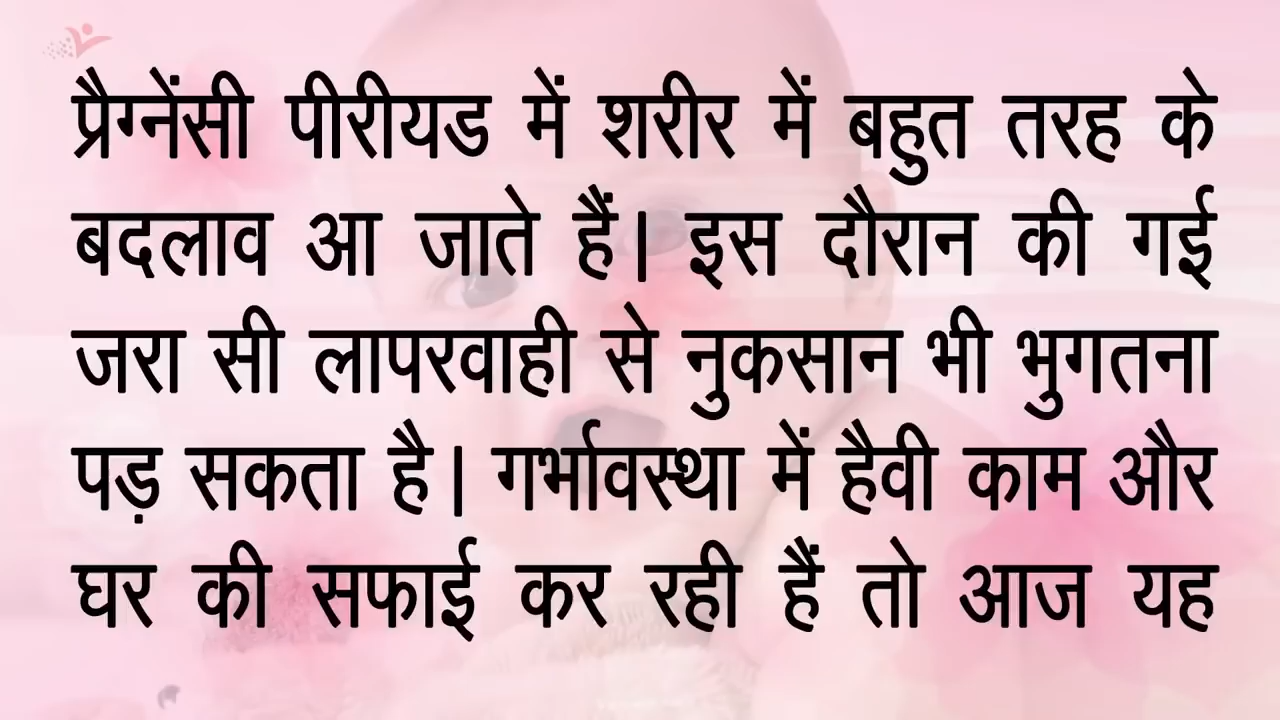 प्रैग्नेंसी पीरीयड में शरीर में बहुत तरह के
बदलाव आ जाते हैं। इस दौरान की गई
जरा सी लापरवाही से नुकसान भी भुगतना
पड़ सकता है। गर्भावस्था में हैवी काम और
घर की सफाई कर रही हैं तो आज यह